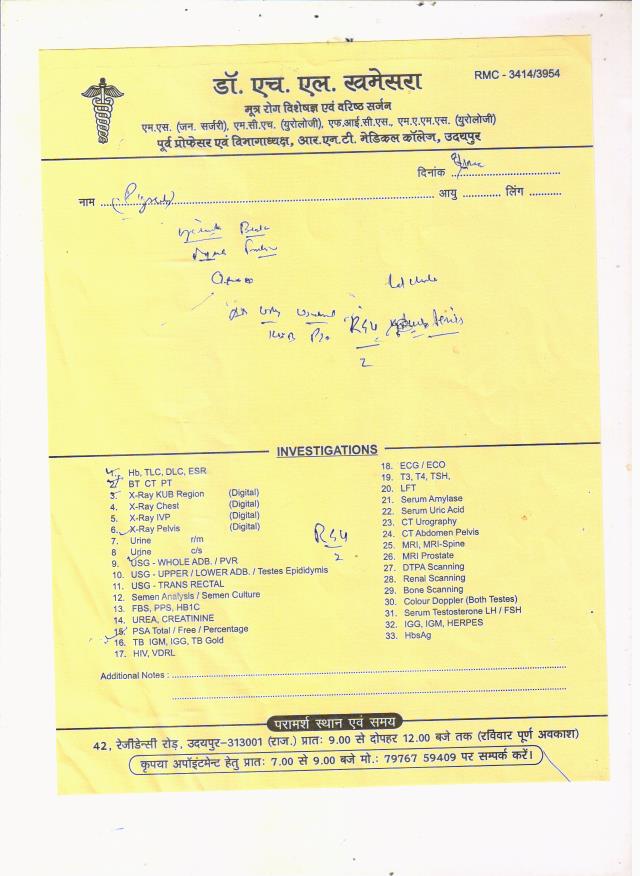 डॉ. एच. एल. खमेसरा
RMC - 3414/3954
मूत्र रोग विशेषज्ञ एवं वरिष्ठ सर्जन
एम.एस. (जन. सर्जरी), एम.सी.एच. (युरोलोजी), एफ.आई.सी.एस., एम.ए.एम.एस. (युरोलोजी)
पूर्व प्रोफेसर एवं विभागाध्यक्ष, आर.एन.टी. मेडिकल कॉलेज, उदयपुर
दिनांक
नाम आयु लिंग
2
INVESTIGATIONS
1. Hb, TLC, DLC, ESR
2. BT CT PT
3. X-Ray KUB Region (Digital)
4. X-Ray Chest (Digital)
5. X-Ray IVP (Digital)
6. X-Ray Pelvis (Digital)
7. Urine r/m
8 Urine c/s
9. USG - WHOLE ADB. / PVR
10. USG - UPPER / LOWER ADB. / Testes Epididymis
11. USG - TRANS RECTAL
12. Semen Analysis / Semen Culture
13. FBS, PPS, HB1C
14. UREA, CREATININE
15. PSA Total / Free / Percentage
16. TB IGM, IGG, TB Gold
17. HIV, VDRL
2
18. ECG / ECO
19. T3, T4, TSH,
20. LFT
21. Serum Amylase
22. Serum Uric Acid
23. CT Urography
24. CT Abdomen Pelvis
25. MRI, MRI-Spine
26. MRI Prostate
27. DTPA Scanning
28. Renal Scanning
29. Bone Scanning
30. Colour Doppler (Both Testes)
31. Serum Testosterone LH / FSH
32. IGG, IGM, HERPES
33. HbsAg
Additional Notes :
परामर्श स्थान एवं समय
42, रेजीडेन्सी रोड़, उदयपुर-313001 (राज.) प्रातः 9.00 से दोपहर 12.00 बजे तक (रविवार पूर्ण अवकाश)
कृपया अपॉइंटमेन्ट हेतु प्रातः 7.00 से 9.00 बजे मो.: 79767 59409 पर सम्पर्क करें।